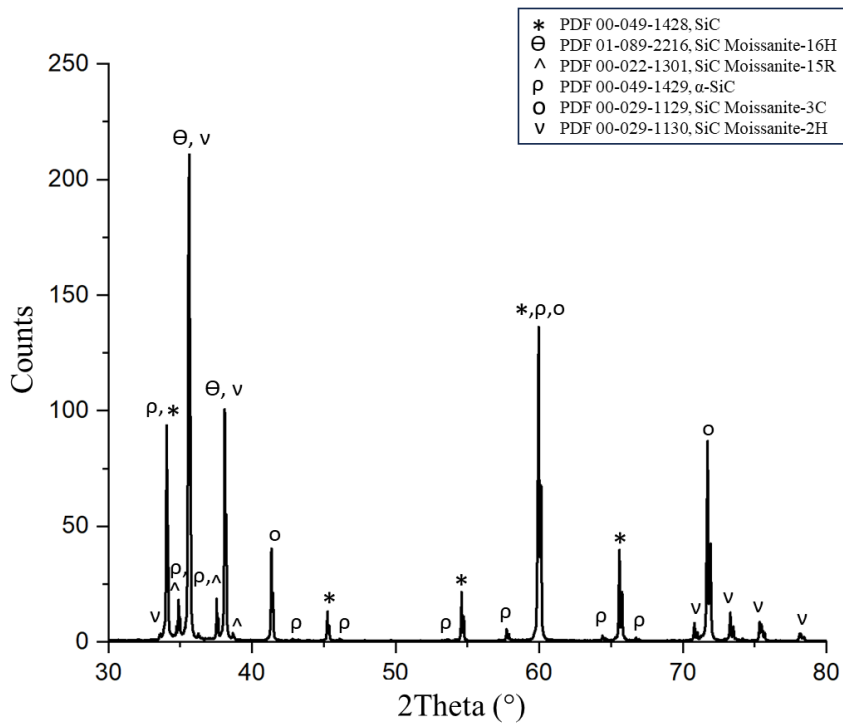 * PDF 00-049-1428, SiC
ϴ PDF 01-089-2216, SiC Moissanite-16H
^ PDF 00-022-1301, SiC Moissanite-15R
ρ PDF 00-049-1429, α-SiC
o PDF 00-029-1129, SiC Moissanite-3C
ν PDF 00-029-1130, SiC Moissanite-2H
250
200
150
100
50
0
Counts
ϴ, ν
*,ρ,o
ρ, *
ϴ, ν
o
ρ,
^
ρ,^
o
*
*
*
ν
^
ρ
ρ
ρ
ρ
ρ
ρ
ν
ν
ν
ν
30
40
50
60
70
80
2Theta (°)